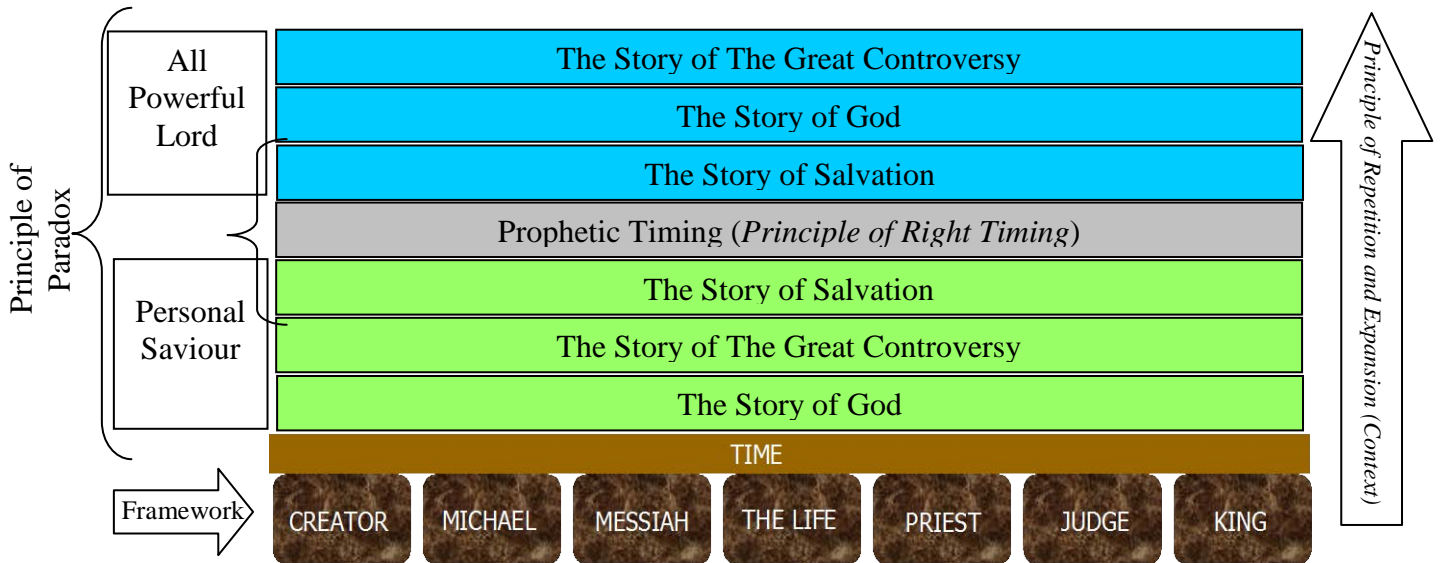 Principle of
Paradox
All
Powerful
Lord
Personal
Saviour
The Story of The Great Controversy
The Story of God
The Story of Salvation
Prophetic Timing (Principle of Right Timing)
The Story of Salvation
The Story of The Great Controversy
The Story of God
TIME
Framework
CREATOR
MICHAEL
MESSIAH
THE LIFE
PRIEST
JUDGE
KING
Principle of Repetition and Expansion (Context)